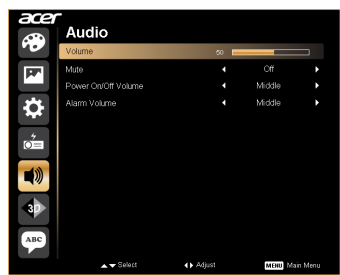 acer
Audio
Volume 50
Mute Off
Power On/Off Volume Middle
Alarm Volume Middle
3D
ABC
Select Adjust MENU Main Menu